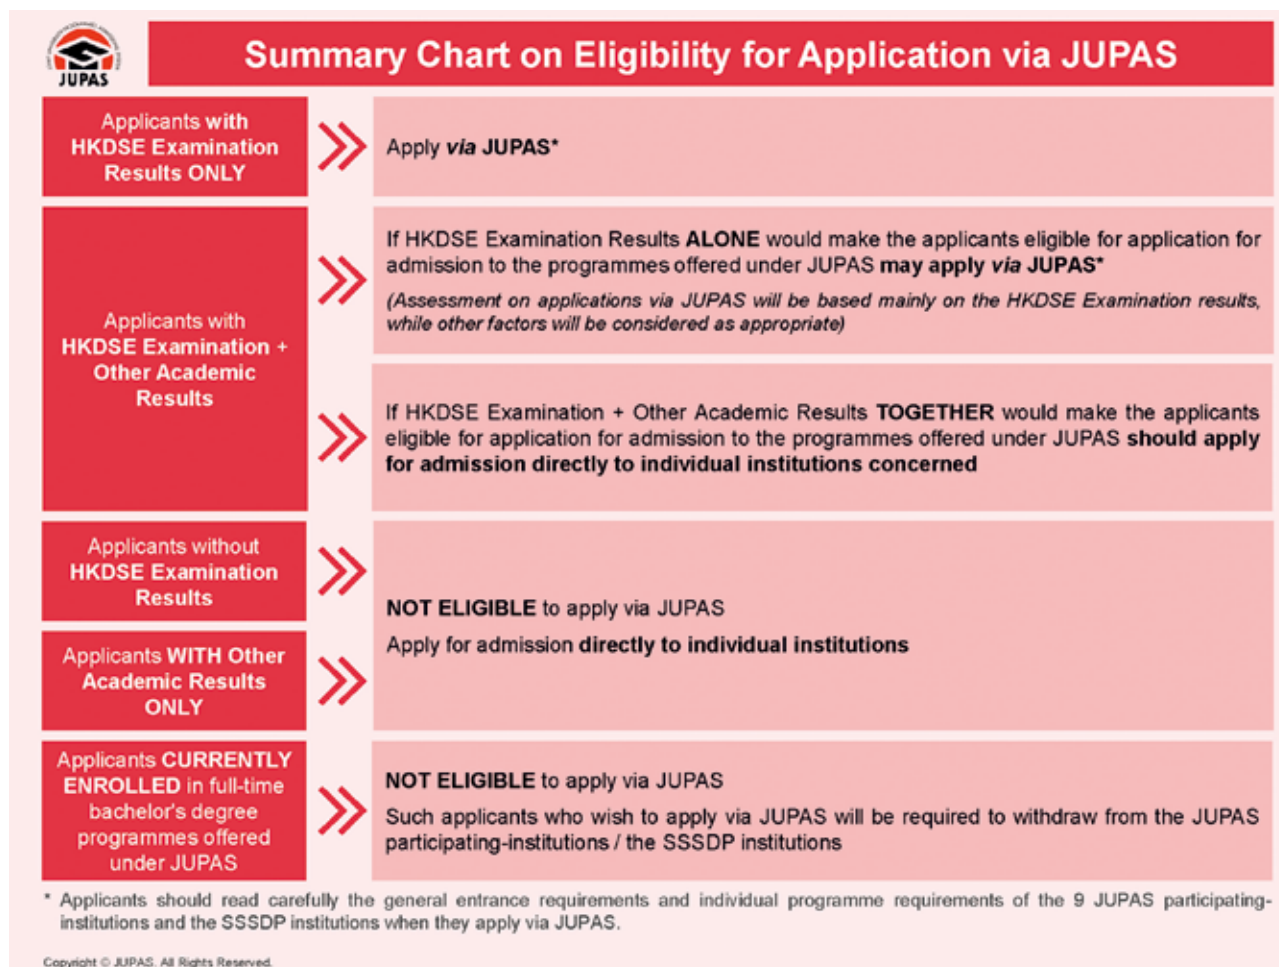 JUPAS
Summary Chart on Eligibility for Application via JUPAS
Applicants with
HKDSE Examination
Results ONLY
Apply via JUPAS*
Applicants with
HKDSE Examination +
Other Academic
Results
If HKDSE Examination Results ALONE would make the applicants eligible for application for
admission to the programmes offered under JUPAS may apply via JUPAS*
(Assessment on applications via JUPAS will be based mainly on the HKDSE Examination results,
while other factors will be considered as appropriate)
If HKDSE Examination + Other Academic Results TOGETHER would make the applicants
eligible for application for admission to the programmes offered under JUPAS should apply
for admission directly to individual institutions concerned
Applicants without
HKDSE Examination
Results
Applicants WITH Other
Academic Results
ONLY
NOT ELIGIBLE to apply via JUPAS
Apply for admission directly to individual institutions
Applicants CURRENTLY
ENROLLED in full-time
bachelor's degree
programmes offered
under JUPAS
NOT ELIGIBLE to apply via JUPAS
Such applicants who wish to apply via JUPAS will be required to withdraw from the JUPAS
participating-institutions / the SSSDP institutions
* Applicants should read carefully the general entrance requirements and individual programme requirements of the 9 JUPAS participating-
institutions and the SSSDP institutions when they apply via JUPAS.
Copyright © JUPAS. All Rights Reserved.